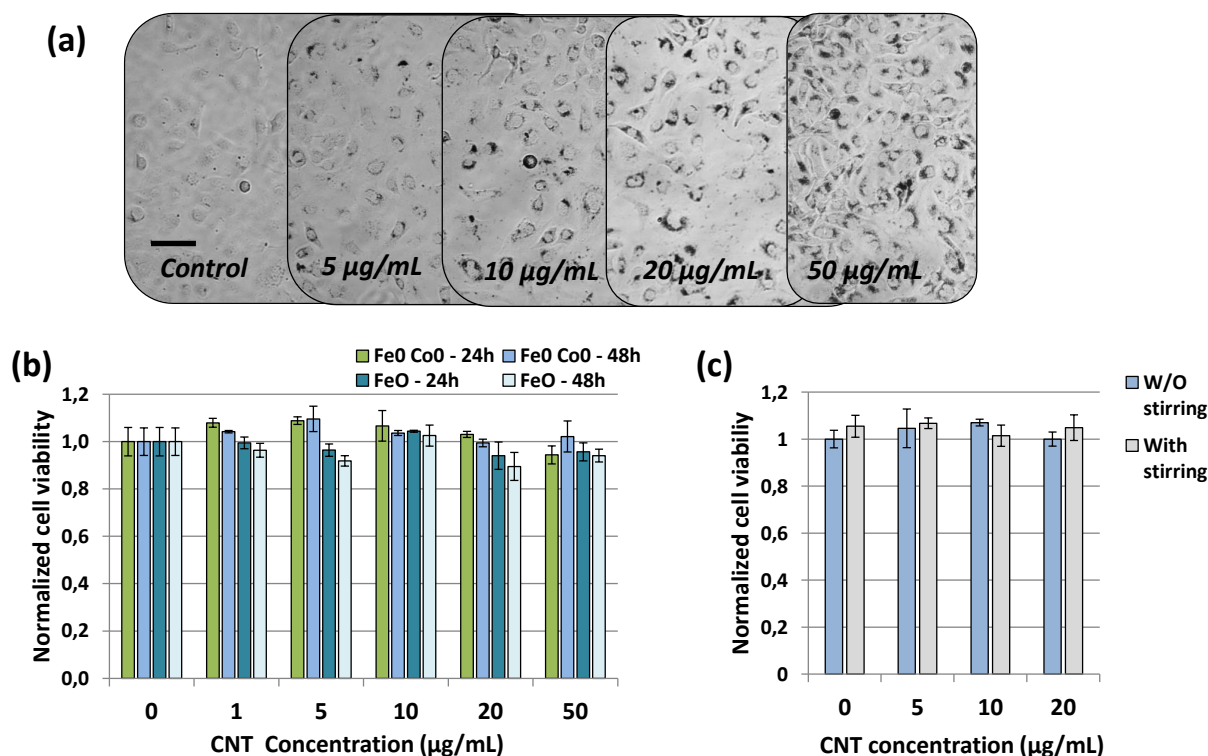 (a)
Control
5 µg/mL
10 µg/mL
20 µg/mL
50 µg/mL
(b)
Fe0 Co0 - 24h
Fe0 Co0 - 48h
FeO - 24h
FeO - 48h
Normalized cell viability
1,2
1,0
0,8
0,6
0,4
0,2
0,0
0 1 5 10 20 50
CNT Concentration (µg/mL)
(c)
W/O
stirring
With
stirring
Normalized cell viabiliy
1,2
1
0,8
0,6
0,4
0,2
0
0 5 10 20
CNT concentration (µg/mL)